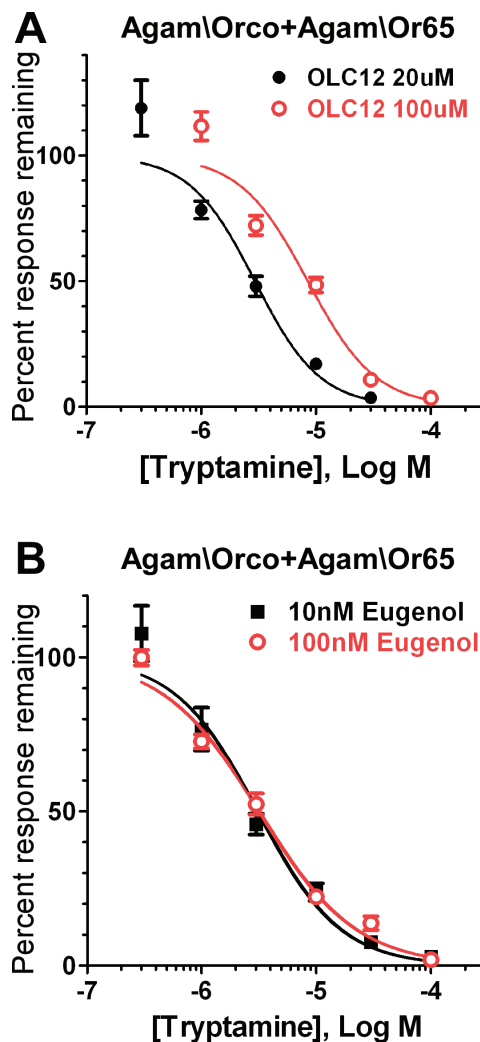 A
Agam\Orco+Agam\Or65
OLC12 20uM
OLC12 100uM
Percent response remaining
100
50
0
-7 -6 -5 -4
[Tryptamine], Log M
B
Agam\Orco+Agam\Or65
10nM Eugenol
100nM Eugenol
Percent response remaining
100
50
0
-7 -6 -5 -4
[Tryptamine], Log M